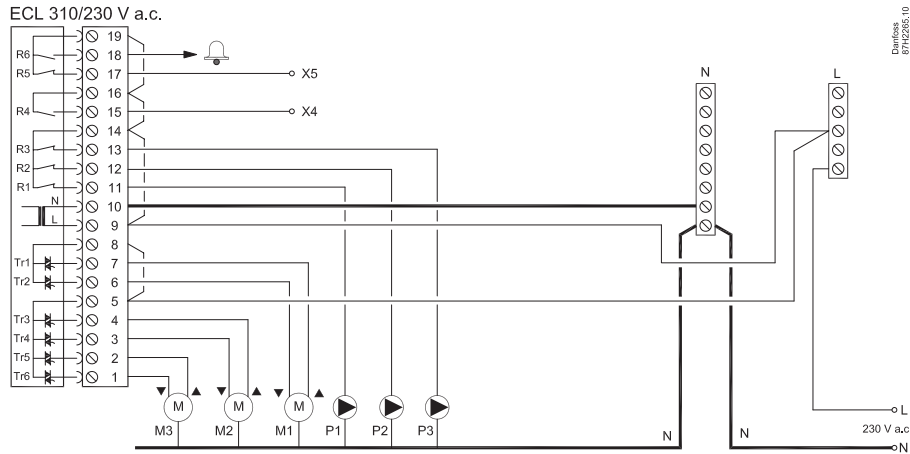 ECL 310/230 V a.c.
Danfoss
87H2265.10
19
R6 18
R5 17 X5
16
R4 15 X4
14
R3 13
R2 12
R1 11
N 10
L 9
8
Tr1 7
Tr2 6
5
Tr3 4
Tr4 3
Tr5 2
Tr6 1
N L
M M M
M3 M2 M1 P1 P2 P3
N N
L
230 V a.c
N